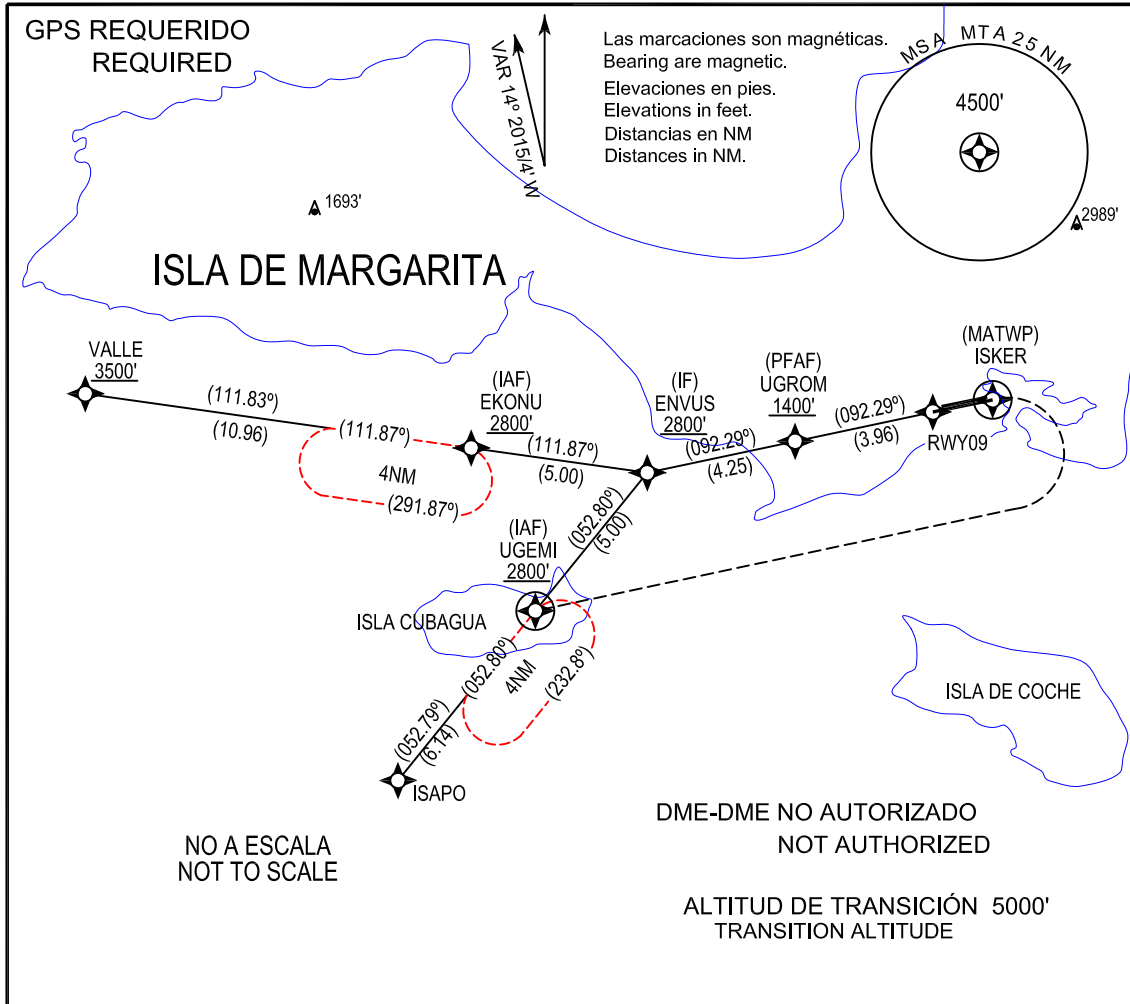 GPS REQUERIDO
REQUIRED
VAR 14º 2015/4' W
Las marcaciones son magnéticas.
Bearing are magnetic.
Elevaciones en pies.
Elevations in feet.
Distancias en NM
Distances in NM.
MSA MTA 25 NM
4500'
2989'
1693'
ISLA DE MARGARITA
VALLE
3500'
(111.83º)
(10.96)
(111.87º)
4NM
(291.87º)
(IAF)
EKONU
2800'
(111.87º)
(5.00)
(IF)
ENVUS
2800'
(092.29º)
(4.25)
(PFAF)
UGROM
1400'
(092.29º)
(3.96)
RWY09
(MATWP)
ISKER
(052.80º)
(5.00)
(IAF)
UGEMI
2800'
ISLA CUBAGUA
(052.80º)
4NM
(232.8º)
(052.79º)
(6.14)
ISAPO
ISLA DE COCHE
NO A ESCALA
NOT TO SCALE
DME-DME NO AUTORIZADO
NOT AUTHORIZED
ALTITUD DE TRANSICIÓN 5000'
TRANSITION ALTITUDE